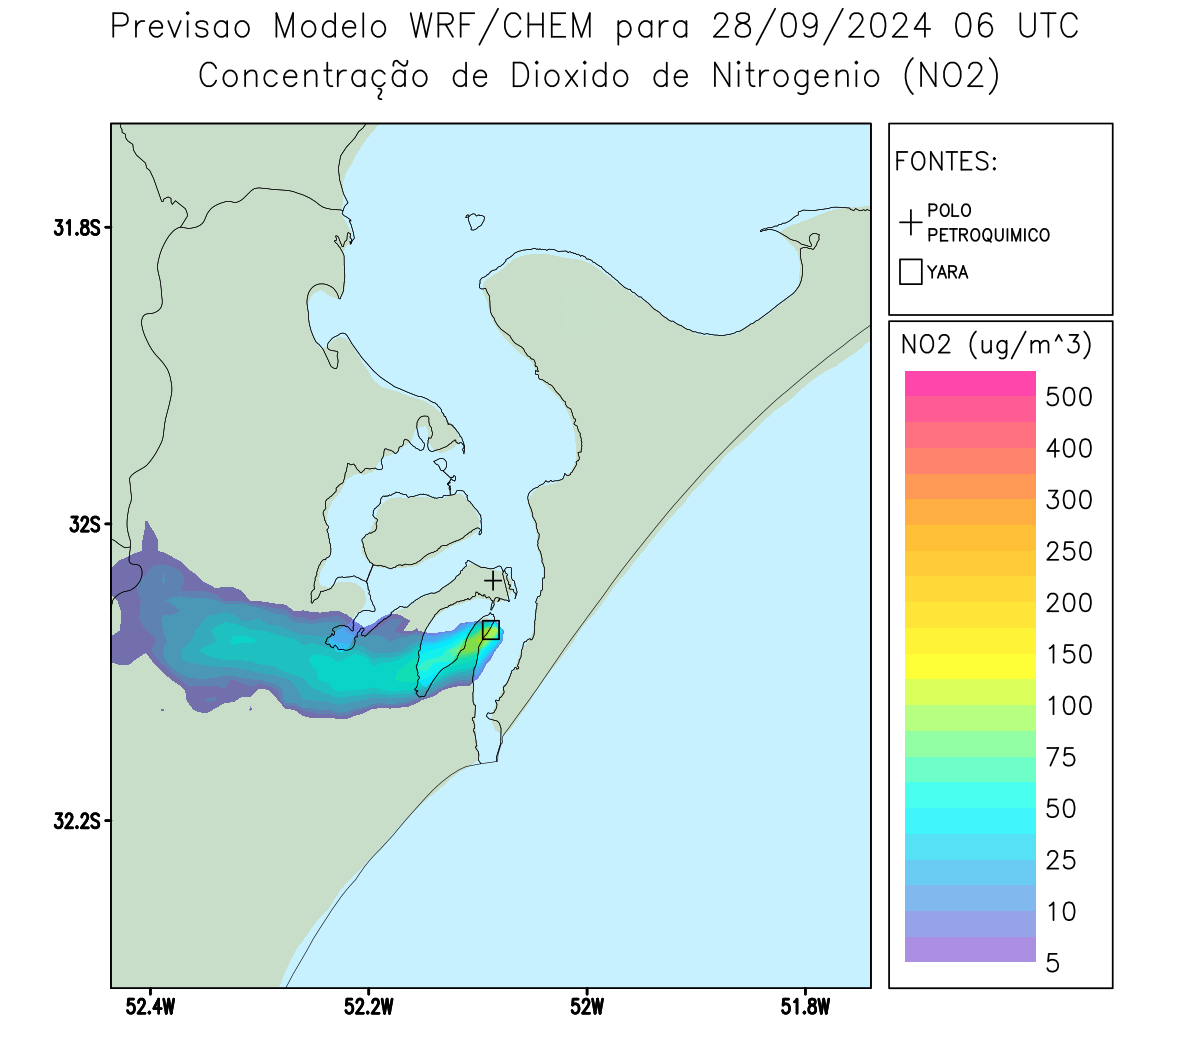 Previsao Modelo WRF/CHEM para 28/09/2024 06 UTC
Concentração de Dioxido de Nitrogenio (NO2)
FONTES:
POLO
PETROQUIMICO
YARA
NO2 (ug/m^3)
500
400
300
250
200
150
100
75
50
25
10
5
31.8S
32S
32.2S
52.4W
52.2W
52W
51.8W